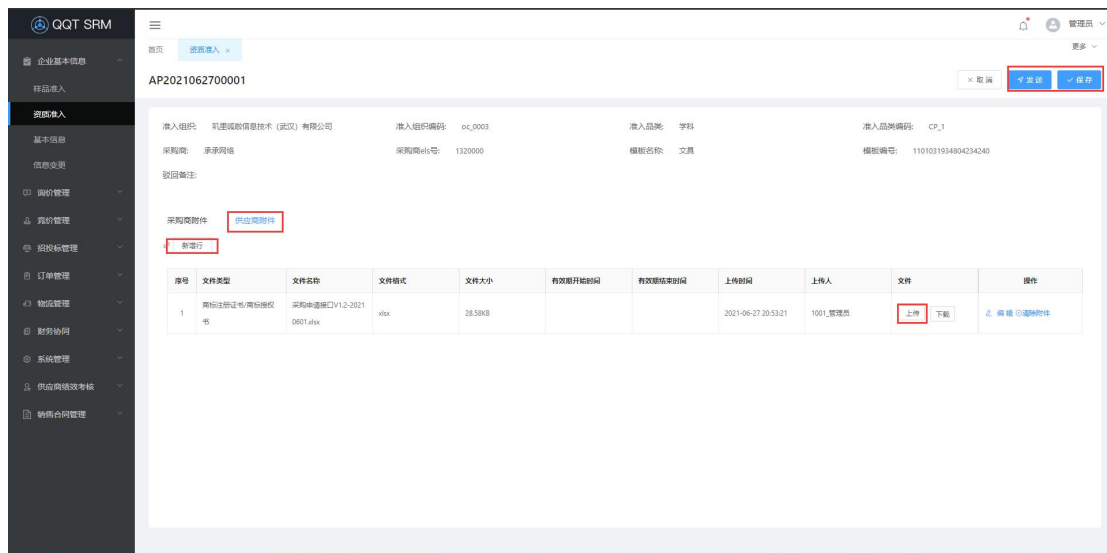 QQT SRM
管理员
首页 资质准入 ×
更多
企业基本信息
样品准入
资质准入
基本信息
信息变更
询价管理
竞价管理
招投标管理
订单管理
物流管理
财务协同
系统管理
供应商绩效考核
销售合同管理
AP2021062700001
× 取消 发送 保存
准入组织: 叽里呱啦信息技术 (武汉) 有限公司 准入组织编码: oc_0003 准入品类: 学科 准入品类编码: CP_1
采购商: 承承网络 采购商els号: 1320000 模板名称: 文具 模板编号: 1101031934804234240
驳回备注:
采购商附件 供应商附件
新增行
序号 文件类型 文件名称 文件格式 文件大小 有效期开始时间 有效期结束时间 上传时间 上传人 文件 操作
1 商标注册证书/商标授权书 采购申请接口V1.2-20210601.xlsx xlsx 28.58KB 2021-06-27 20:53:21 1001_管理员 上传 下载 编辑 清除附件